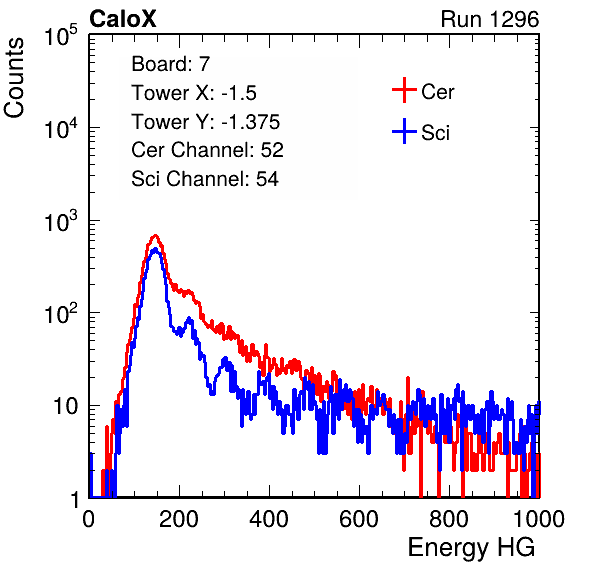 CaloX Run 1296
Counts
10^5
10^4
10^3
10^2
10
1
Board: 7
Tower X: -1.5
Tower Y: -1.375
Cer Channel: 52
Sci Channel: 54
Cer
Sci
0 200 400 600 800 1000
Energy HG